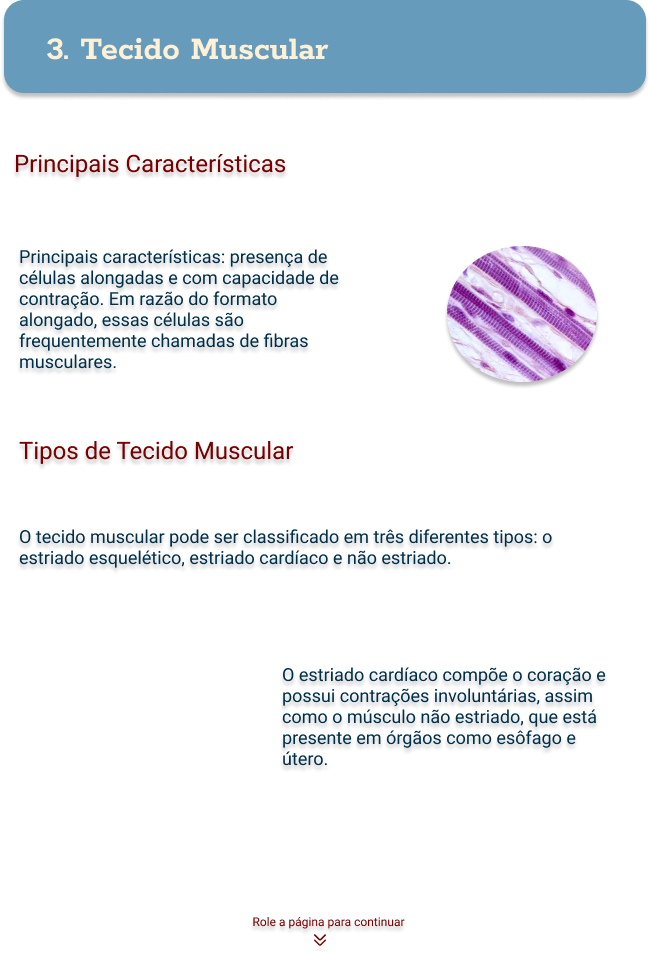 3. Tecido Muscular
Principais Características
Principais características: presença de
células alongadas e com capacidade de
contração. Em razão do formato
alongado, essas células são
frequentemente chamadas de fibras
musculares.
Tipos de Tecido Muscular
O tecido muscular pode ser classificado em três diferentes tipos: o
estriado esquelético, estriado cardíaco e não estriado.
O estriado cardíaco compõe o coração e
possui contrações involuntárias, assim
como o músculo não estriado, que está
presente em órgãos como esôfago e
útero.
Role a página para continuar